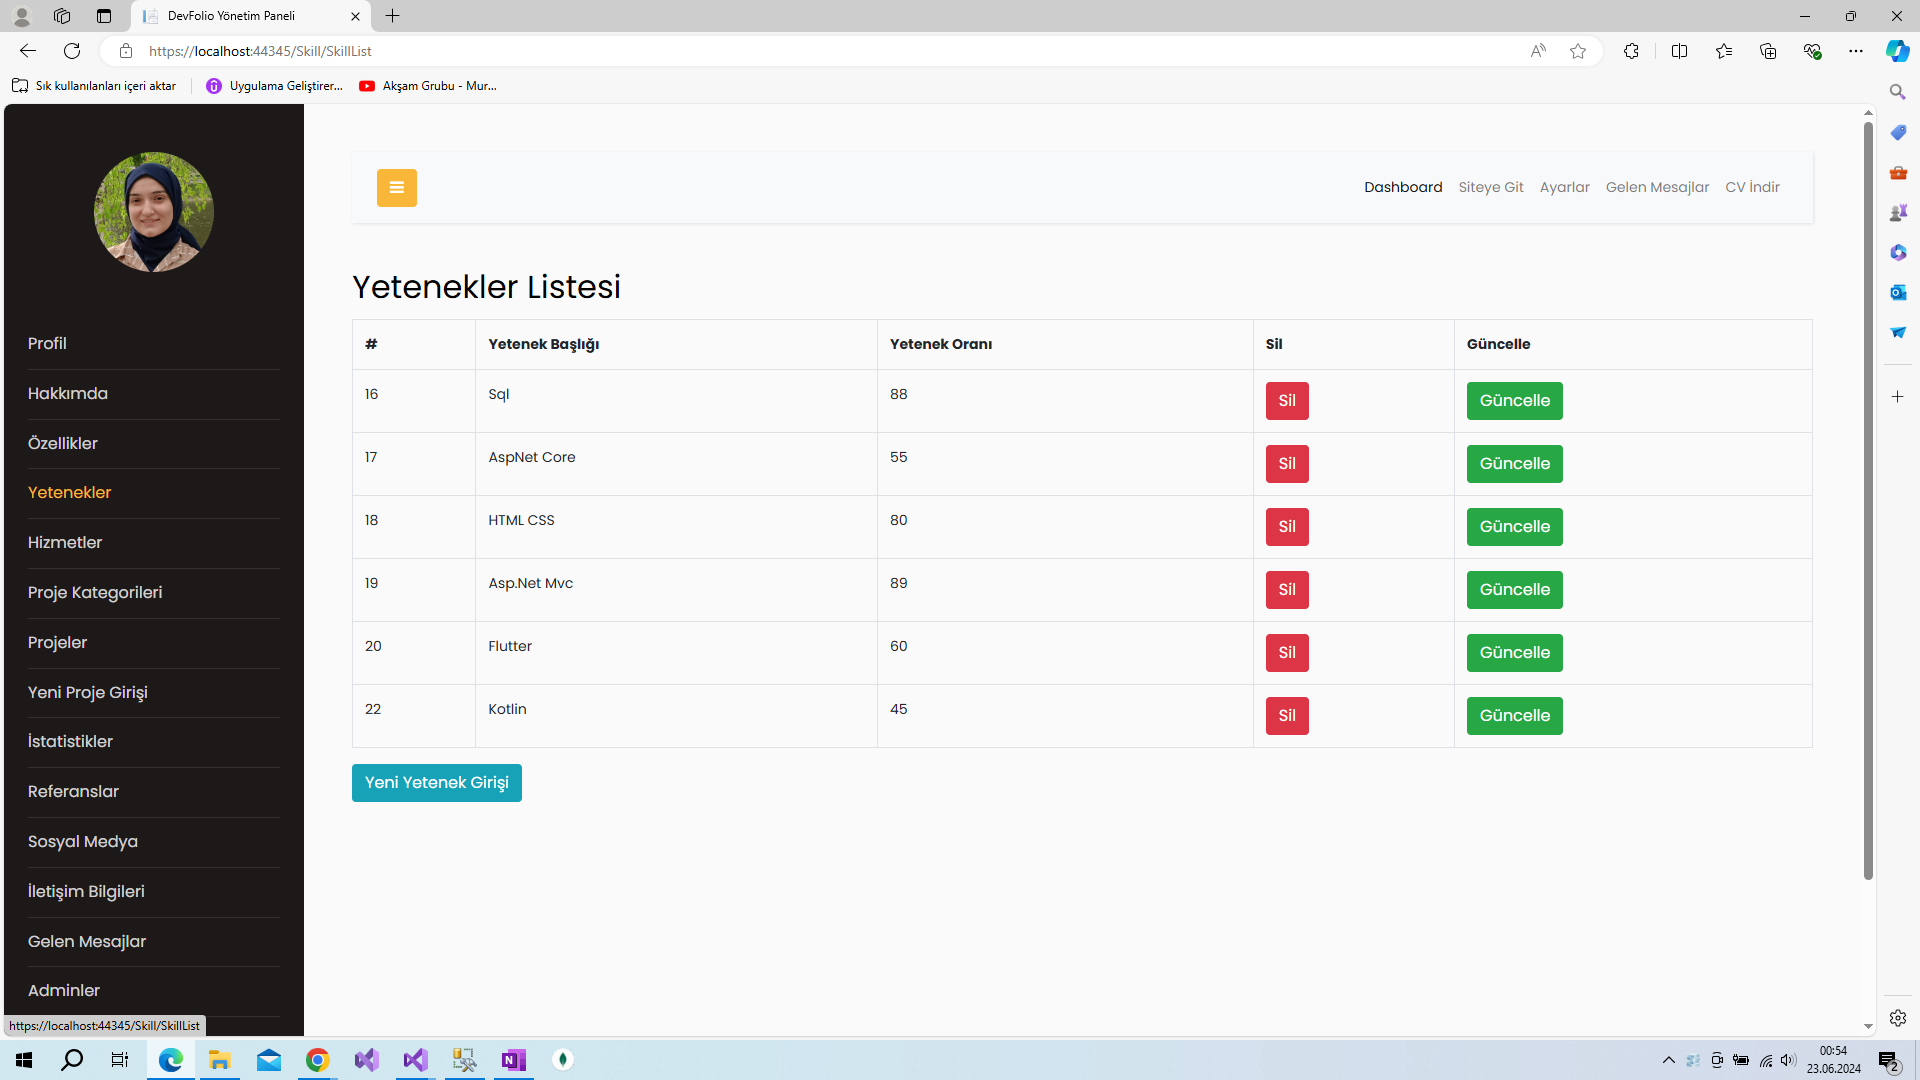 DevFolio Yönetim Paneli
https://localhost:44345/Skill/SkillList
Sık kullanılanları içeri aktar
Uygulama Geliştirer...
Akşam Grubu - Mur...
Dashboard Siteye Git Ayarlar Gelen Mesajlar CV İndir
Profil
Hakkımda
Özellikler
Yetenekler
Hizmetler
Proje Kategorileri
Projeler
Yeni Proje Girişi
İstatistikler
Referanslar
Sosyal Medya
İletişim Bilgileri
Gelen Mesajlar
Adminler
Yetenekler Listesi
# Yetenek Başlığı Yetenek Oranı Sil Güncelle
16 Sql 88 Sil Güncelle
17 AspNet Core 55 Sil Güncelle
18 HTML CSS 80 Sil Güncelle
19 Asp.Net Mvc 89 Sil Güncelle
20 Flutter 60 Sil Güncelle
22 Kotlin 45 Sil Güncelle
Yeni Yetenek Girişi
https://localhost:44345/Skill/SkillList
00:54
23.06.2024
2